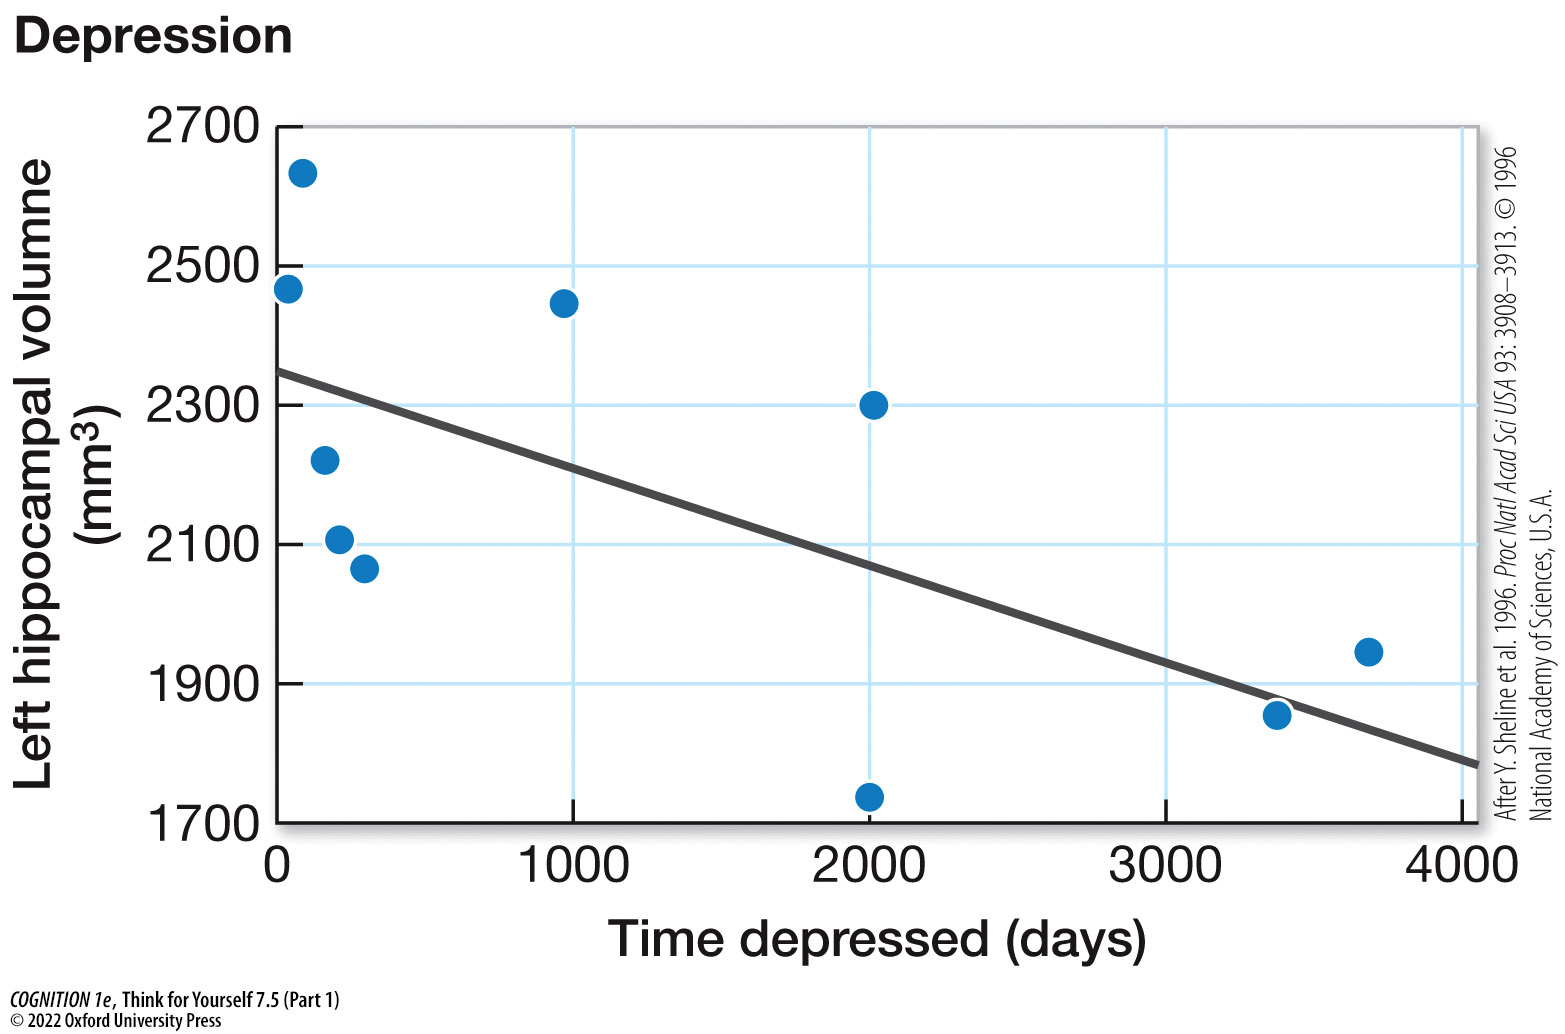 Depression
Left hippocampal volumne
(mm³)
2700
2500
2300
2100
1900
1700
0 1000 2000 3000 4000
Time depressed (days)
After Y. Sheline et al. 1996. Proc Natl Acad Sci USA 93: 3908–3913. © 1996
National Academy of Sciences, U.S.A.
COGNITION 1e, Think for Yourself 7.5 (Part 1)
© 2022 Oxford University Press